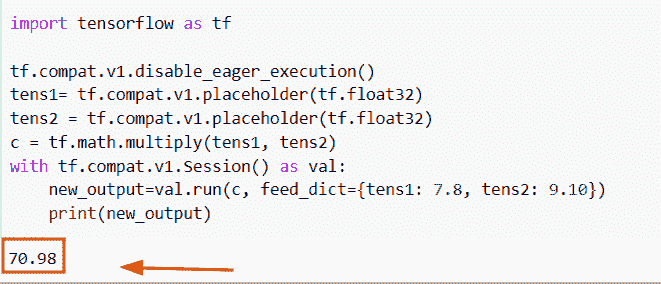 import tensorflow as tf
tf.compat.v1.disable_eager_execution()
tens1= tf.compat.v1.placeholder(tf.float32)
tens2 = tf.compat.v1.placeholder(tf.float32)
c = tf.math.multiply(tens1, tens2)
with tf.compat.v1.Session() as val:
    new_output=val.run(c, feed_dict={tens1: 7.8, tens2: 9.10})
    print(new_output)
70.98